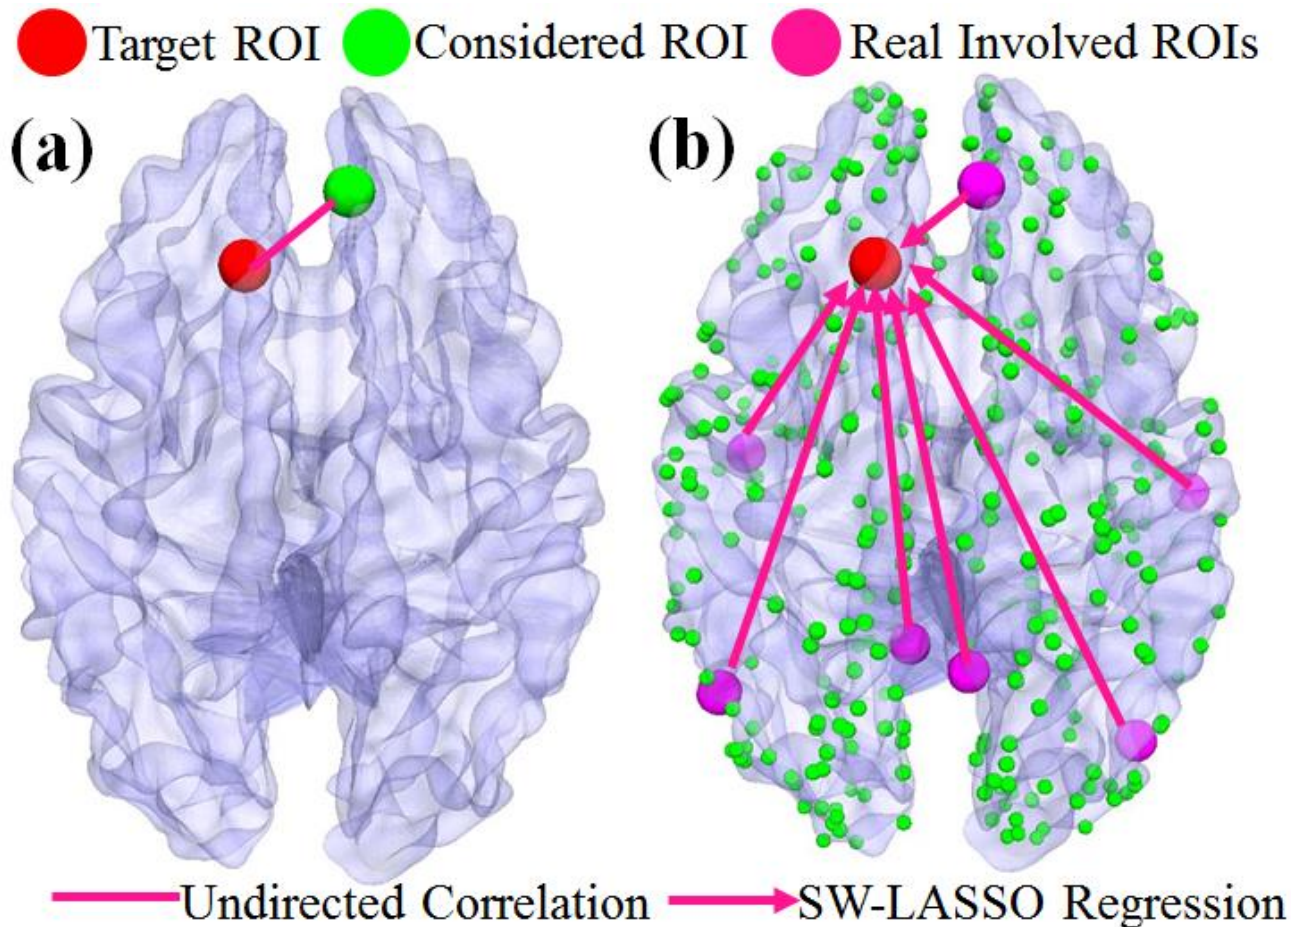 Target ROI Considered ROI Real Involved ROIs
(a) (b)
Undirected Correlation SW-LASSO Regression